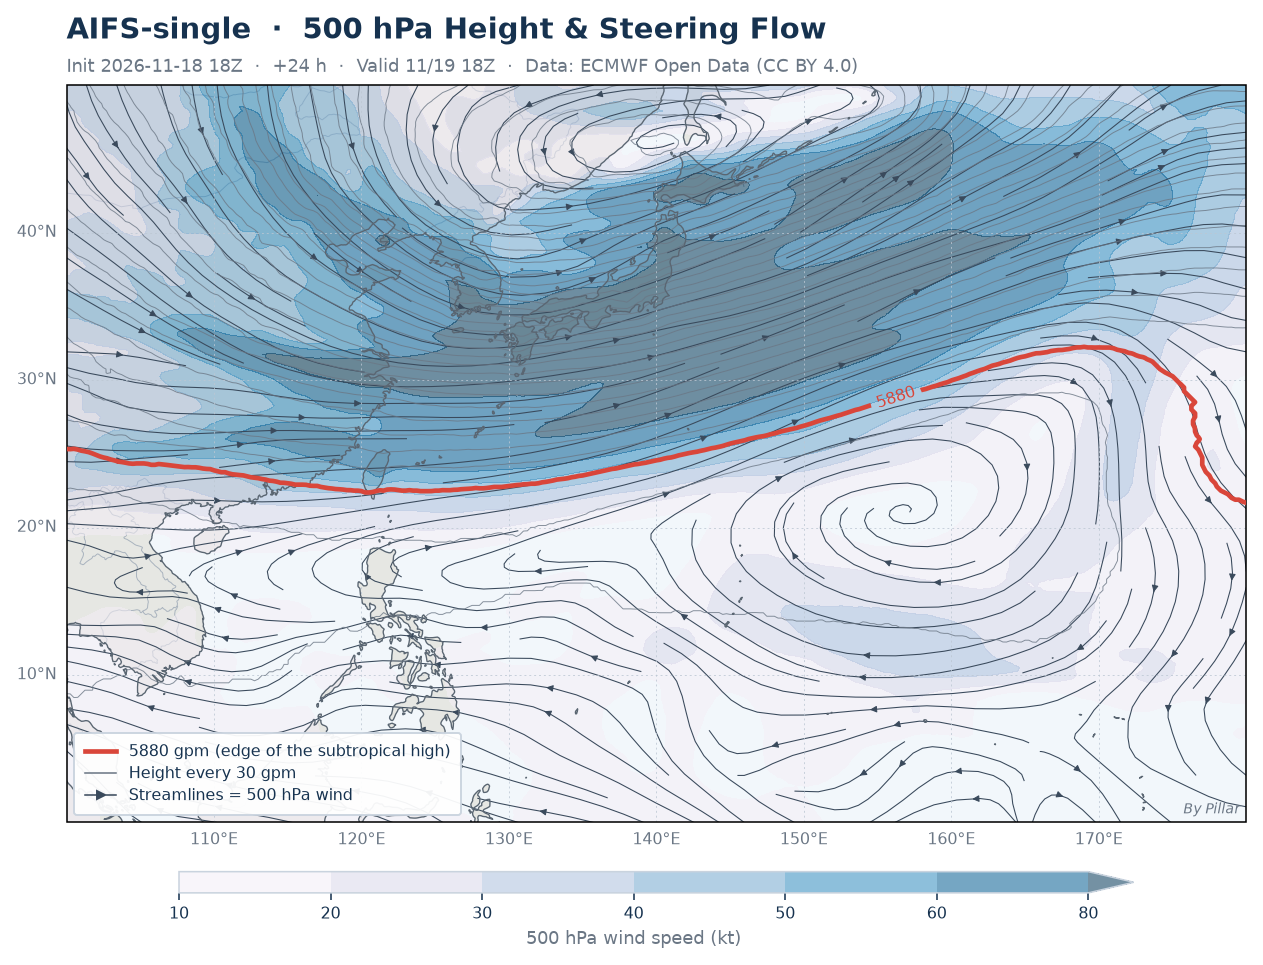 AIFS-single · 500 hPa Height & Steering Flow
Init 2026-11-18 18Z · +24 h · Valid 11/19 18Z · Data: ECMWF Open Data (CC BY 4.0)
40°N
30°N
20°N
10°N
5880
5880 gpm (edge of the subtropical high)
Height every 30 gpm
Streamlines = 500 hPa wind
By Pillar
110°E 120°E 130°E 140°E 150°E 160°E 170°E
10 20 30 40 50 60 80
500 hPa wind speed (kt)